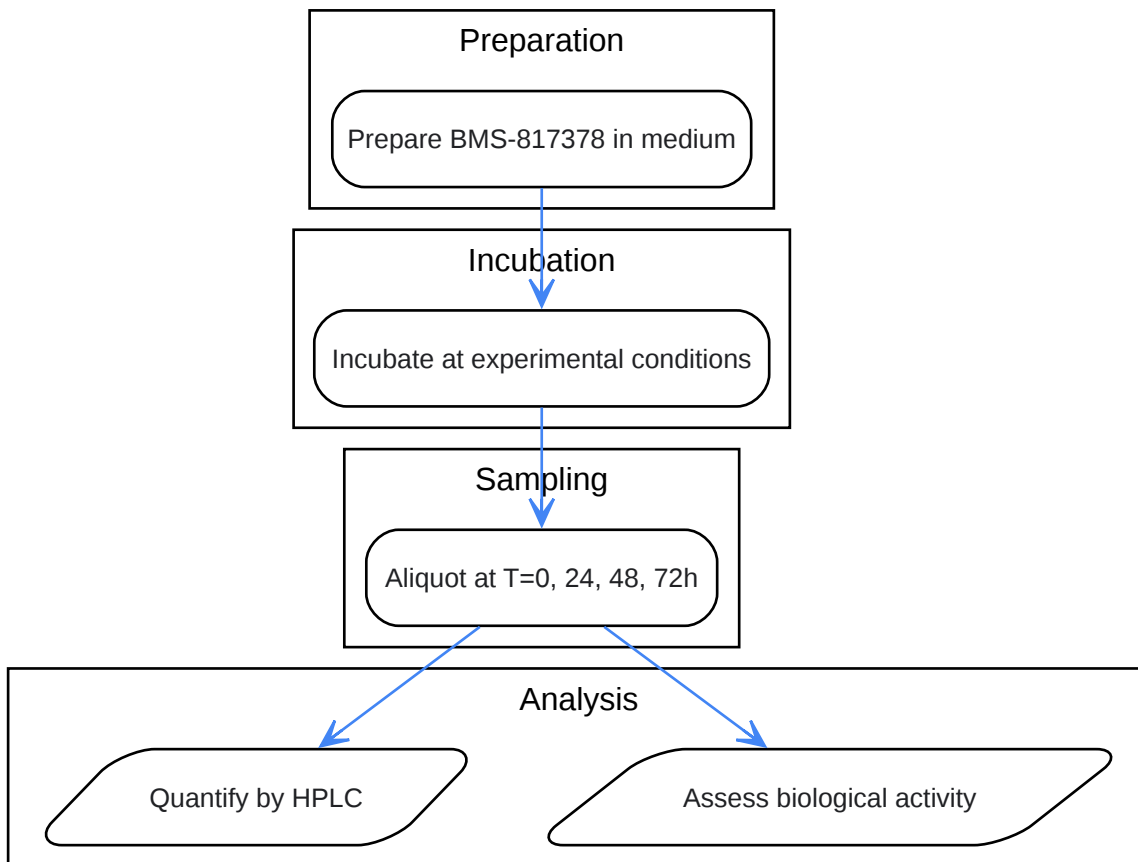 Preparation
Prepare BMS-817378 in medium
Incubation
Incubate at experimental conditions
Sampling
Aliquot at T=0, 24, 48, 72h
Analysis
Quantify by HPLC
Assess biological activity